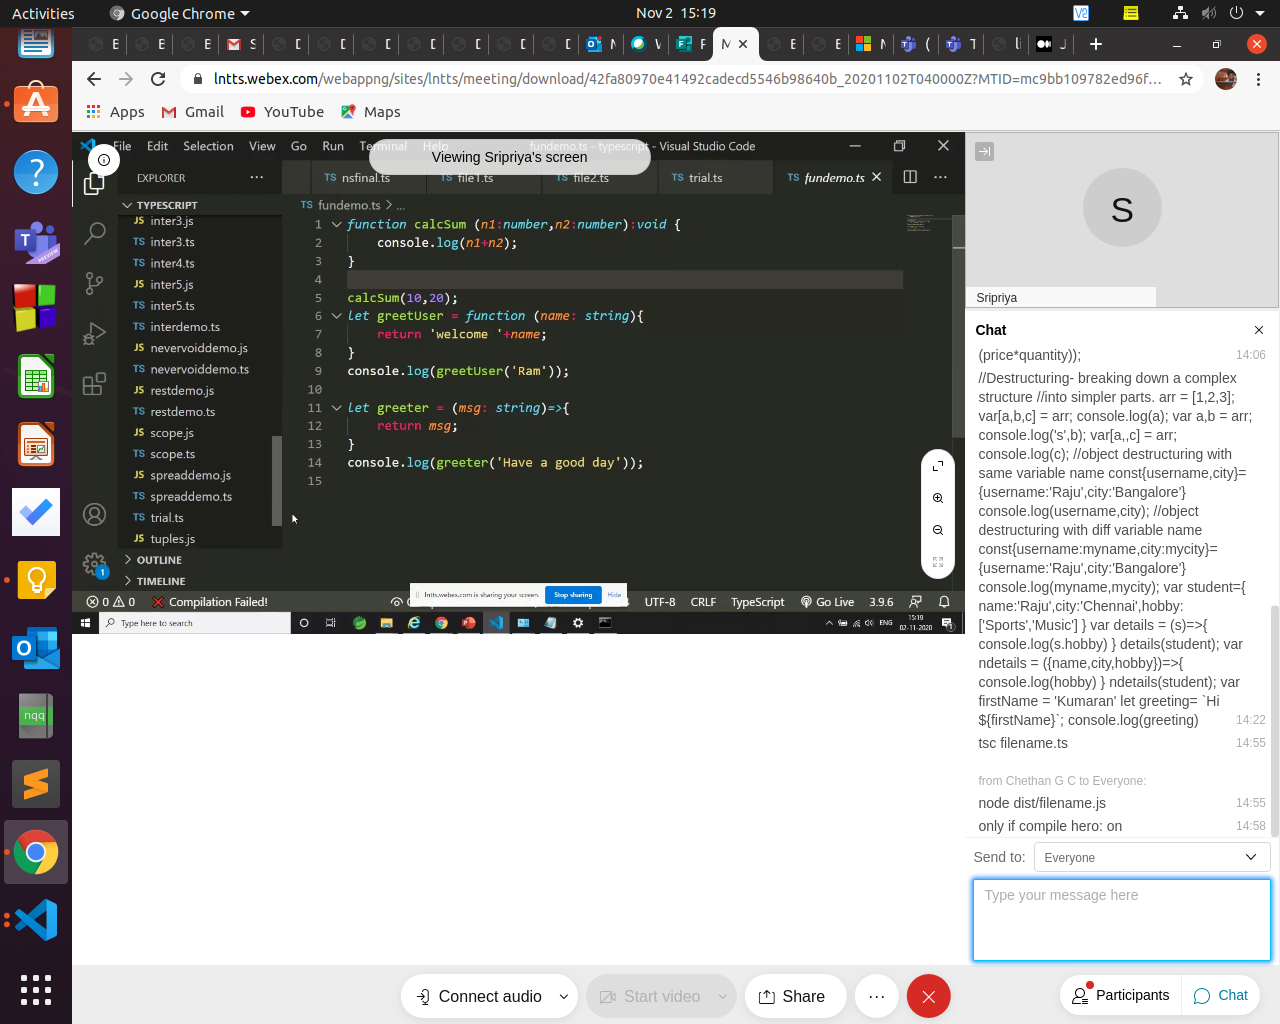 Activities
Google Chrome
Nov 2 15:19
lntts.webex.com/webappng/sites/lntts/meeting/download/42fa80970e41492cadecd5546b98640b_20201102T040000Z?MTID=mc9bb109782ed96f…
Apps
Gmail
YouTube
Maps
File Edit Selection View Go Run Terminal Help
fundemo.ts - typescript - Visual Studio Code
Viewing Sripriya's screen
EXPLORER
TS nsfinal.ts
TS file1.ts
TS file2.ts
TS trial.ts
TS fundemo.ts
TYPESCRIPT
TS fundemo.ts > ...
JS inter3.js
TS inter3.ts
TS inter4.ts
JS inter5.js
TS inter5.ts
TS interdemo.ts
JS nevervoiddemo.js
TS nevervoiddemo.ts
JS restdemo.js
TS restdemo.ts
JS scope.js
TS scope.ts
JS spreaddemo.js
TS spreaddemo.ts
TS trial.ts
JS tuples.js
OUTLINE
TIMELINE
1 function calcSum (n1:number,n2:number):void {
2 console.log(n1+n2);
3 }
4
5 calcSum(10,20);
6 let greetUser = function (name: string){
7 return 'welcome '+name;
8 }
9 console.log(greetUser('Ram'));
10
11 let greeter = (msg: string)=>{
12 return msg;
13 }
14 console.log(greeter('Have a good day'));
15
1
lntts.webex.com is sharing your screen.
Stop sharing
Hide
0 0
Compilation Failed!
UTF-8
CRLF
TypeScript
Go Live
3.9.6
Type here to search
ENG
15:19
02-11-2020
S
Sripriya
Chat
(price*quantity));
14:06
//Destructuring- breaking down a complex
structure //into simpler parts. arr = [1,2,3];
var[a,b,c] = arr; console.log(a); var a,b = arr;
console.log('s',b); var[a,,c] = arr;
console.log(c); //object destructuring with
same variable name const{username,city}=
{username:'Raju',city:'Bangalore'}
console.log(username,city); //object
destructuring with diff variable name
const{username:myname,city:mycity}=
{username:'Raju',city:'Bangalore'}
console.log(myname,mycity); var student={
name:'Raju',city:'Chennai',hobby:
['Sports','Music'] } var details = (s)=>{
console.log(s.hobby) } details(student); var
ndetails = ({name,city,hobby})=>{
console.log(hobby) } ndetails(student); var
firstName = 'Kumaran' let greeting= `Hi
${firstName}`; console.log(greeting)
14:22
tsc filename.ts
14:55
from Chethan G C to Everyone:
node dist/filename.js
14:55
only if compile hero: on
14:58
Send to:
Everyone
Type your message here
nqq
Connect audio
Start video
Share
Participants
Chat